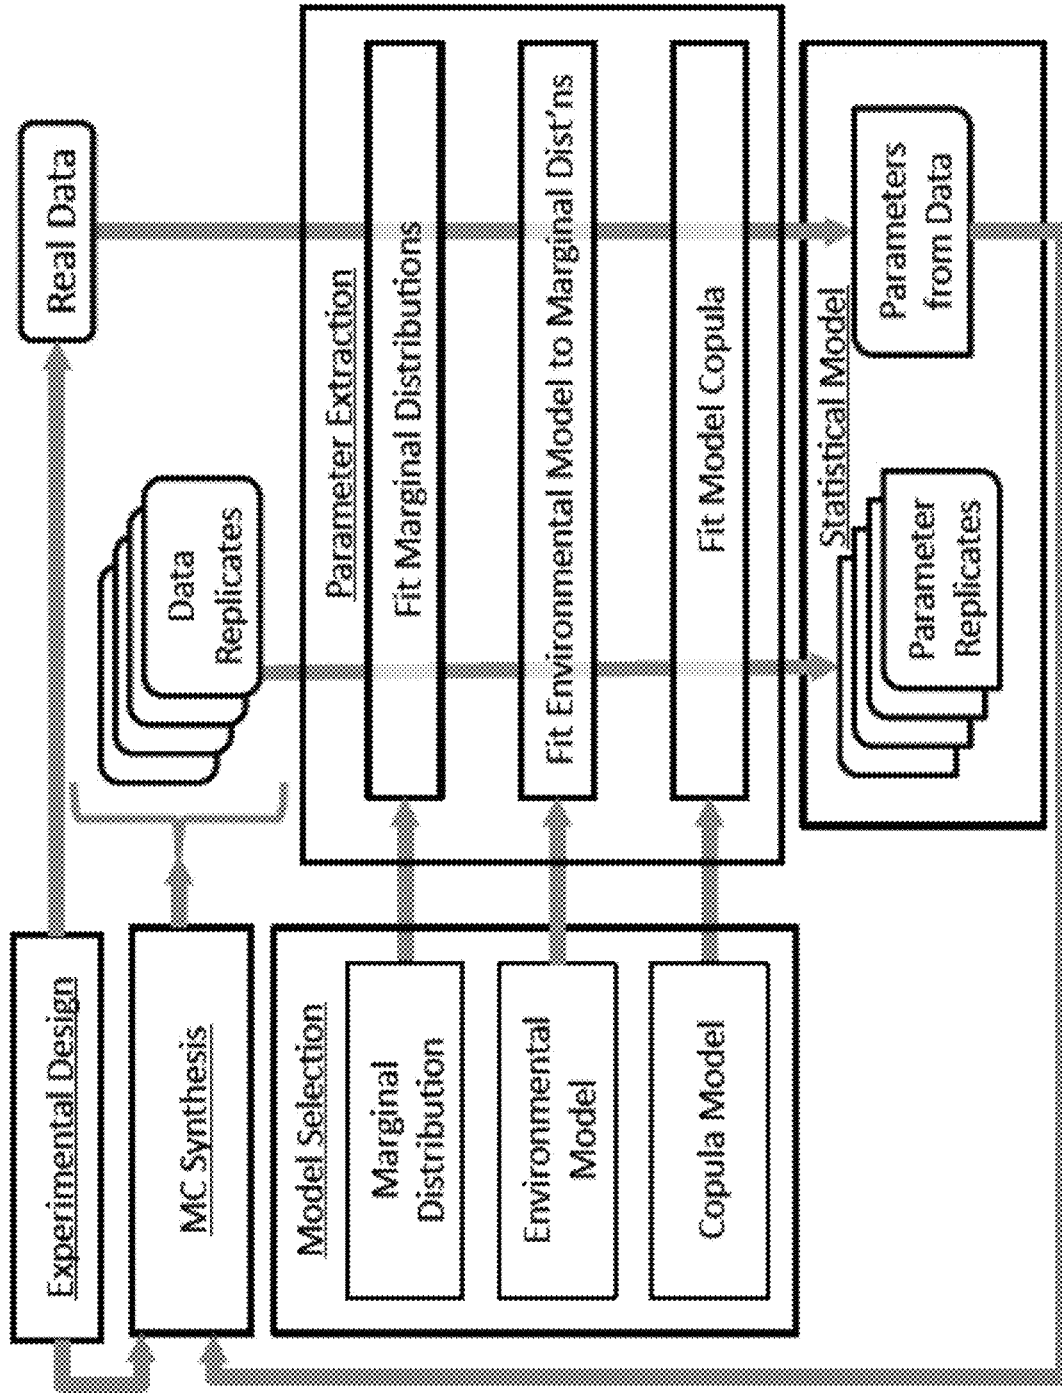 Experimental Design
Real Data
MC Synthesis
Data
Replicates
Model Selection
Marginal
Distribution
Environmental
Model
Copula Model
Parameter Extraction
Fit Marginal Distributions
Fit Environmental Model to Marginal Dist'ns
Fit Model Copula
Statistical Model
Parameter
Replicates
Parameters
from Data